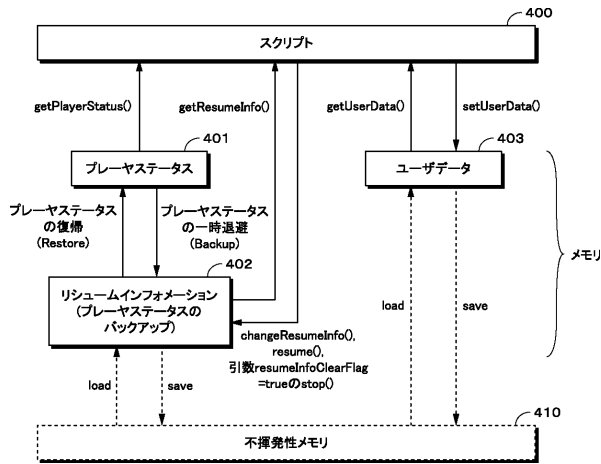 400
スクリプト
getPlayerStatus()
getResumeInfo()
getUserData()
setUserData()
401
403
プレーヤステータス
ユーザデータ
プレーヤステータス
の復帰
(Restore)
プレーヤステータス
の一時退避
(Backup)
メモリ
402
リシュームインフォメーション
(プレーヤステータスの
バックアップ)
changeResumeInfo(),
resume(),
引数resumeInfoClearFlag
=trueのstop()
load
save
load
save
410
不揮発性メモリ